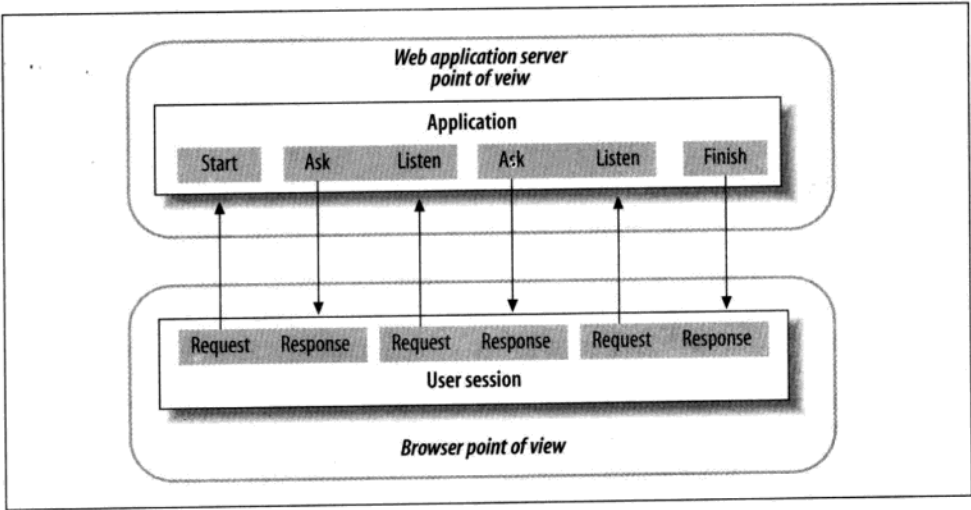 Web application server
point of veiw
Application
Start Ask Listen Ask Listen Finish
Request Response Request Response Request Response
User session
Browser point of view